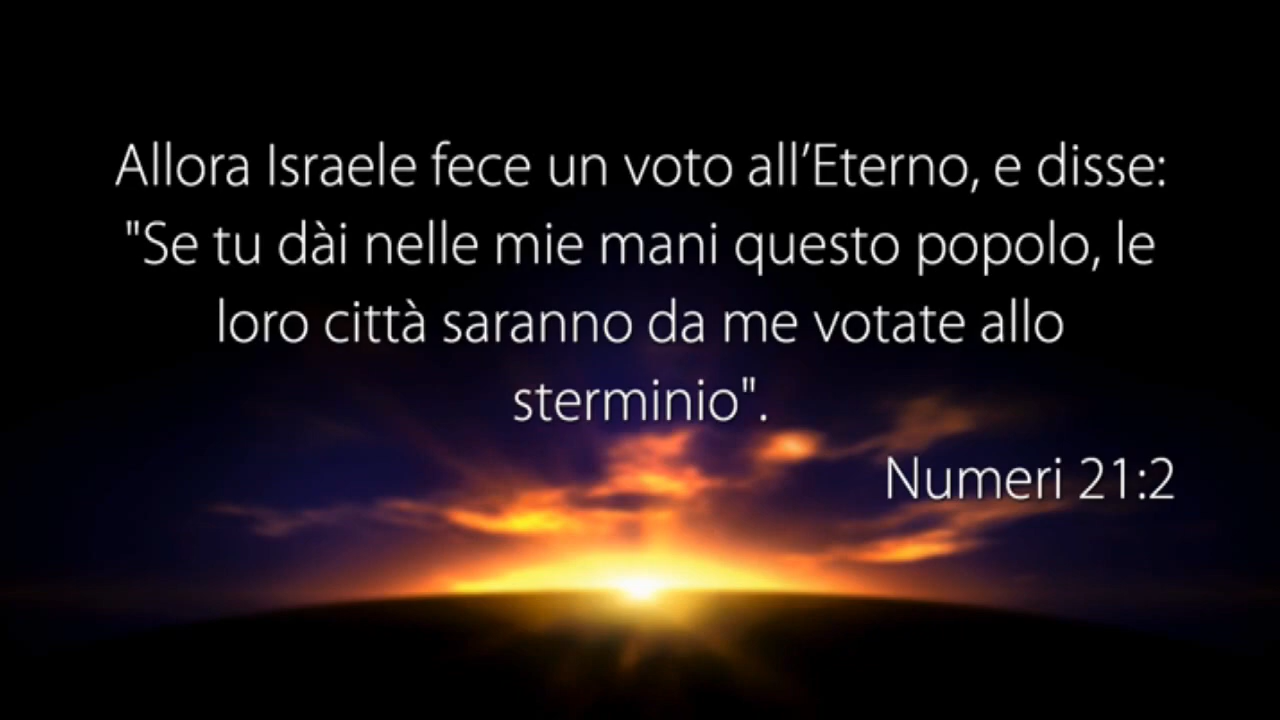 Allora Israele fece un voto all’Eterno, e disse:
"Se tu dài nelle mie mani questo popolo, le
loro città saranno da me votate allo
sterminio".
Numeri 21:2